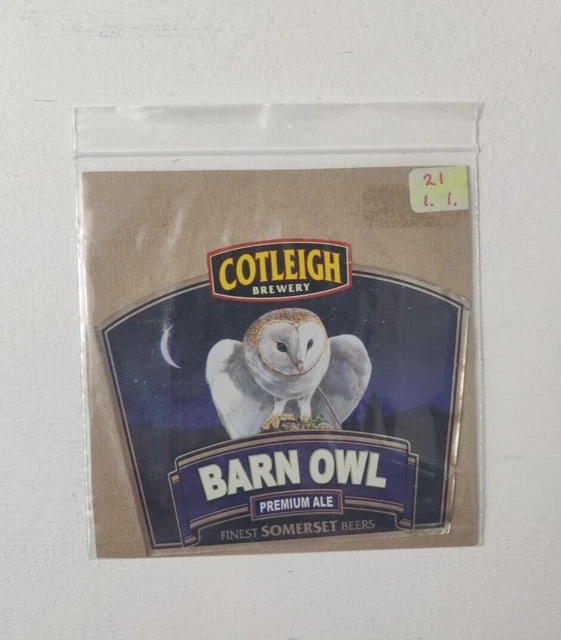 21
1. 1.
COTLEIGH
BREWERY
BARN OWL
PREMIUM ALE
FINEST SOMERSET BEERS